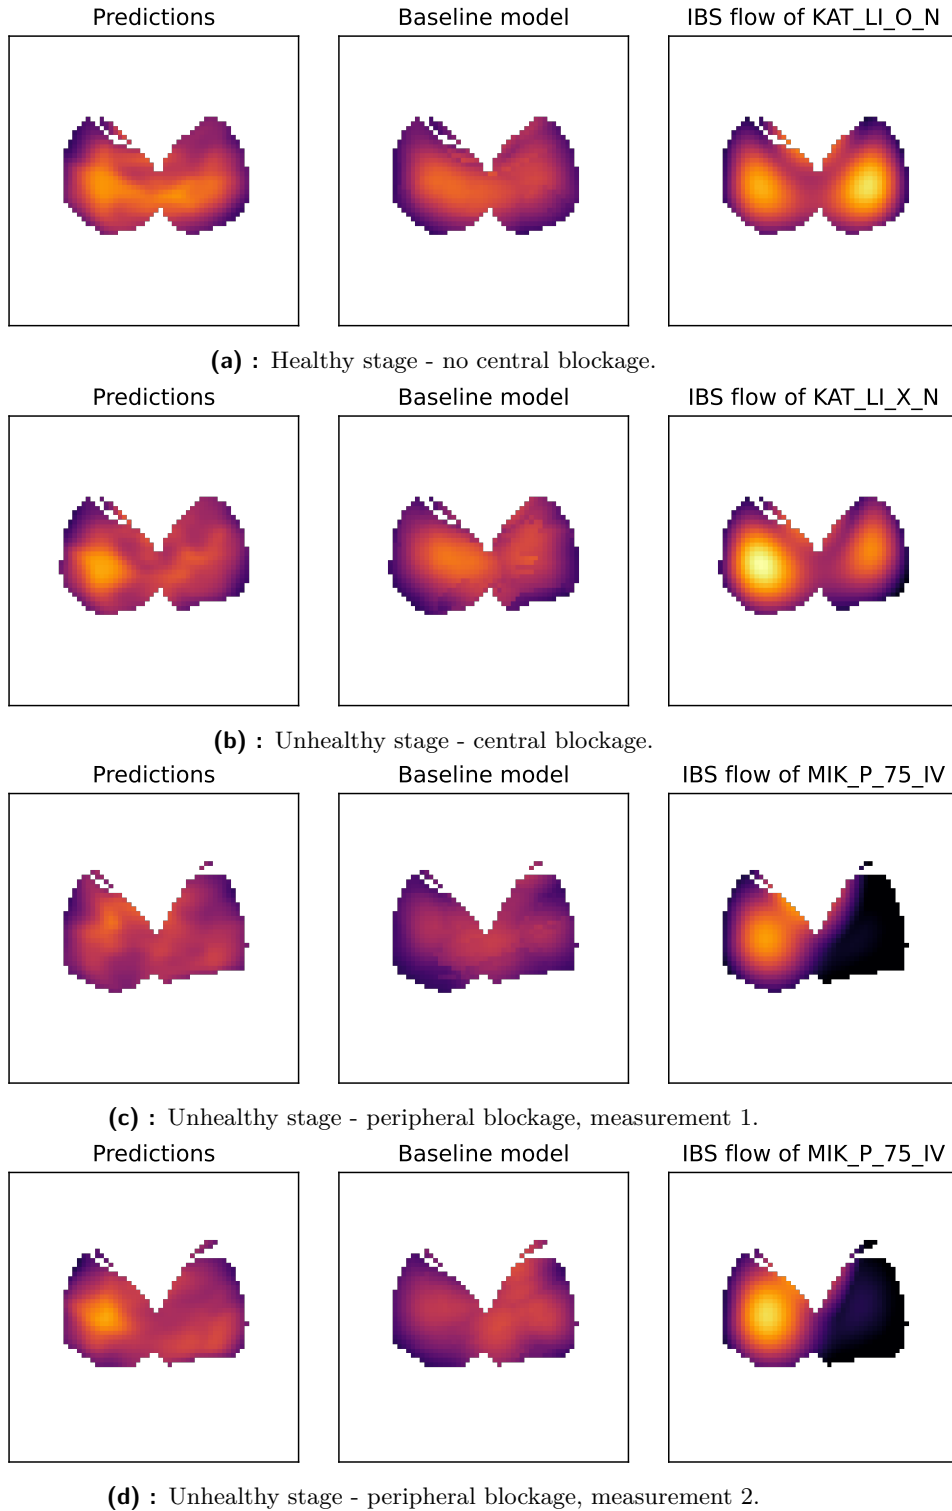 Predictions Baseline model IBS flow of KAT_LI_O_N
(a) : Healthy stage - no central blockage.
Predictions Baseline model IBS flow of KAT_LI_X_N
(b) : Unhealthy stage - central blockage.
Predictions Baseline model IBS flow of MIK_P_75_IV
(c) : Unhealthy stage - peripheral blockage, measurement 1.
Predictions Baseline model IBS flow of MIK_P_75_IV
(d) : Unhealthy stage - peripheral blockage, measurement 2.